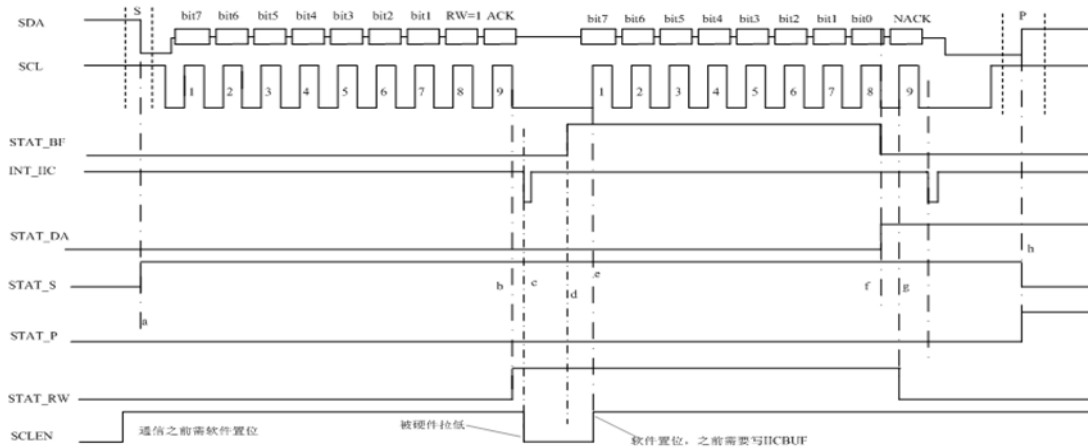 S bit7 bit6 bit5 bit4 bit3 bit2 bit1 RW=1 ACK bit7 bit6 bit5 bit4 bit3 bit2 bit1 bit0 NACK P
SDA
SCL
1 2 3 4 5 6 7 8 9 1 2 3 4 5 6 7 8 9
STAT_BF
INT_IIC
STAT_DA
h
e
STAT_S
b c d f g
a
STAT_P
STAT_RW
通信之前需软件置位 被硬件拉低
SCLEN
软件置位，之前需要写IICBUF